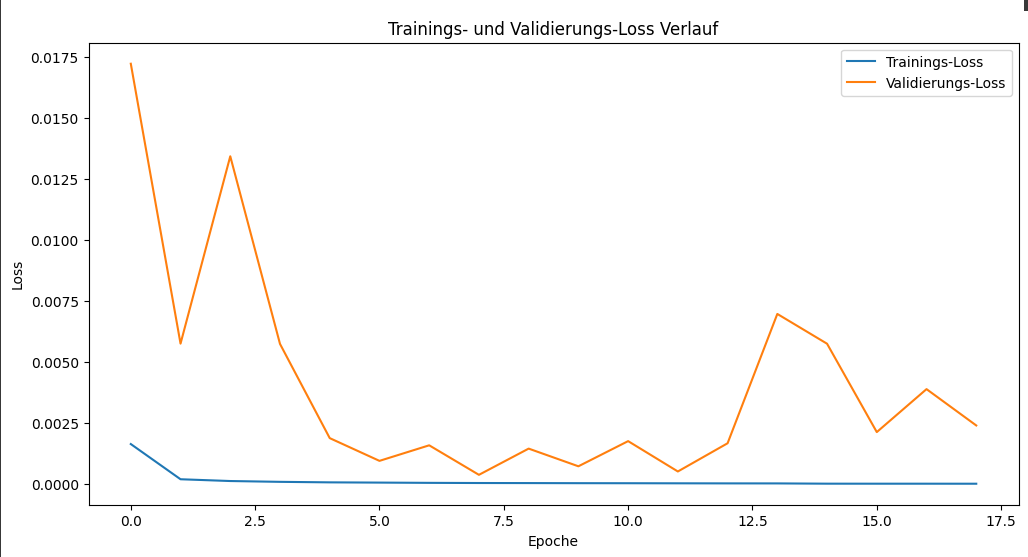 Trainings- und Validierungs-Loss Verlauf
Trainings-Loss
Validierungs-Loss
0.0175
0.0150
0.0125
0.0100
0.0075
0.0050
0.0025
0.0000
Loss
0.0 2.5 5.0 7.5 10.0 12.5 15.0 17.5
Epoche